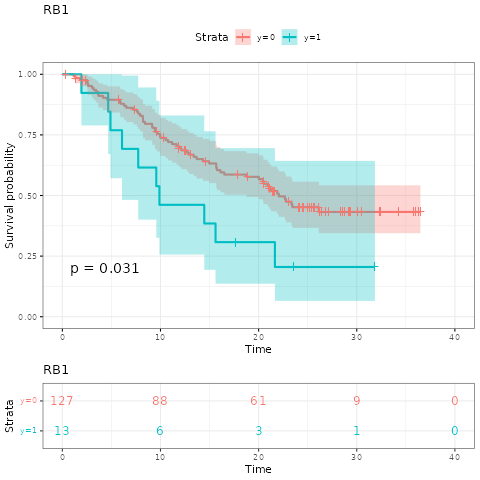 RB1
Strata y=0 y=1
Survival probability
1.00
0.75
0.50
0.25
0.00
p = 0.031
0 10 20 30 40
Time
RB1
Strata
y=0 127 88 61 9 0
y=1 13 6 3 1 0
0 10 20 30 40
Time